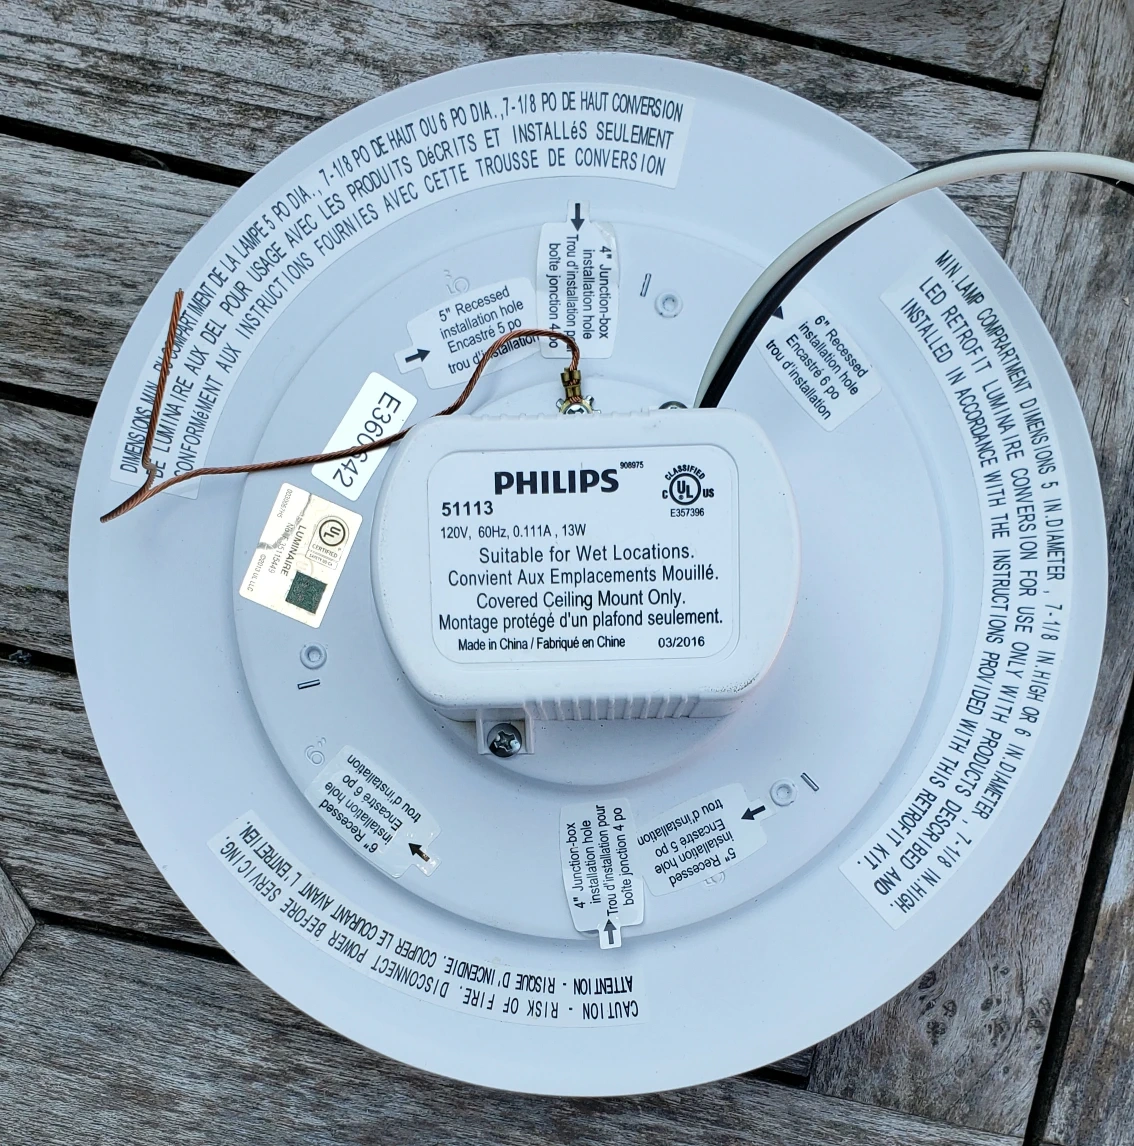 DIMENSIONS COMPARTIMENT DE LA LAMPE 5 PO DIA., 7-1/8 PO DE HAUT OU 6 PO DIA., 7-1/8 PO DE HAUT CONVERSION
DE LUMINAIRE AUX DEL POUR USAGE AVEC LES PRODUITS DéCRITS ET INSTALLéS SEULEMENT
CONFORMéMENT AUX INSTRUCTIONS FOURNIES AVEC CETTE TROUSSE DE CONVERSION
MIN.LAMP COMPARTMENT DIMENSIONS 5 IN.DIAMETER , 7-1/8 IN.HIGH OR 6 IN.DIAMETER, 7-1/8 IN.HIGH.
LED RETROFIT LUMINAIRE CONVERSION FOR USE ONLY WITH PRODUCTS DESCRIBED AND
INSTALLED IN ACCORDANCE WITH THE INSTRUCTIONS PROVIDED WITH THIS RETROFIT KIT.
4" Junction-box
installation hole
Trou d'installation pour
boîte jonction 4 po
5" Recessed
installation hole
Encastré 5 po
trou d'installation
6" Recessed
installation hole
Encastré 6 po
trou d'installation
5
E360642
UL
CERTIFIED
LUMINAIRE
PHILIPS
908975
51113
CLASSIFIED
C UL US
E357396
120V, 60Hz, 0.111A , 13W
Suitable for Wet Locations.
Convient Aux Emplacements Mouillé.
Covered Ceiling Mount Only.
Montage protégé d'un plafond seulement.
Made in China / Fabriqué en Chine 03/2016
6
6" Recessed
installation hole
Encastré 6 po
trou d'installation
4" Junction-box
installation hole
Trou d'installation pour
boîte jonction 4 po
5" Recessed
installation hole
Encastré 5 po
trou d'installation
CAUTION - RISK OF FIRE. DISCONNECT POWER BEFORE SERVICING.
ATTENTION - RISQUE D'INCENDIE. COUPER LE COURANT AVANT L'ENTRETIEN.